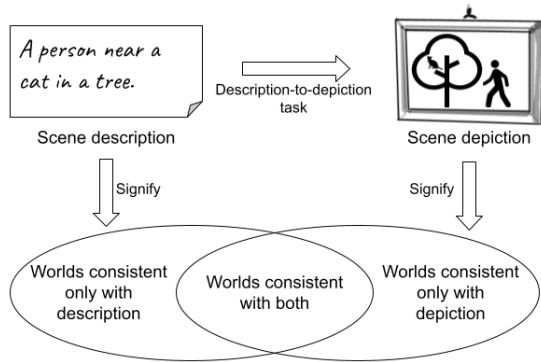 A person near a
cat in a tree.
Description-to-depiction
task
Scene description
Scene depiction
Signify
Signify
Worlds consistent
only with
description
Worlds consistent
with both
Worlds consistent
only with
depiction